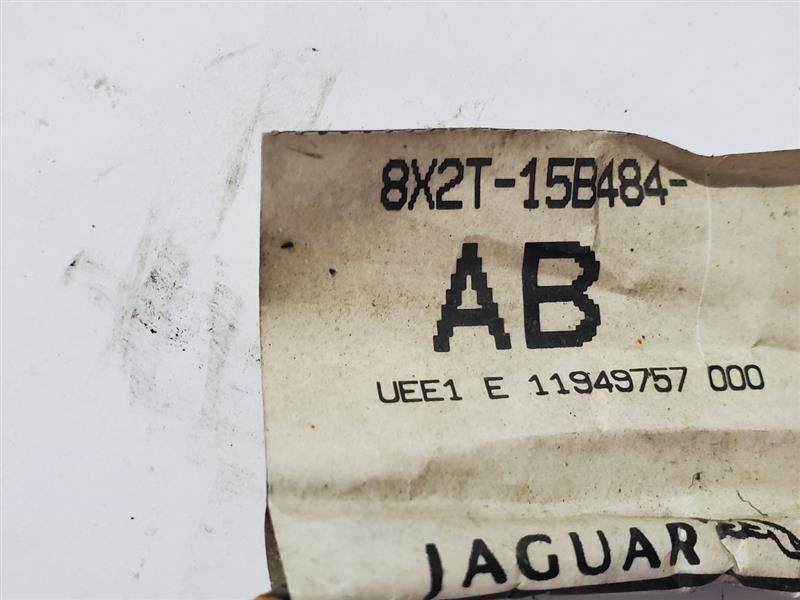 8X2T-15B484-
AB
UEE1 E 11949757 000
JAGUAR